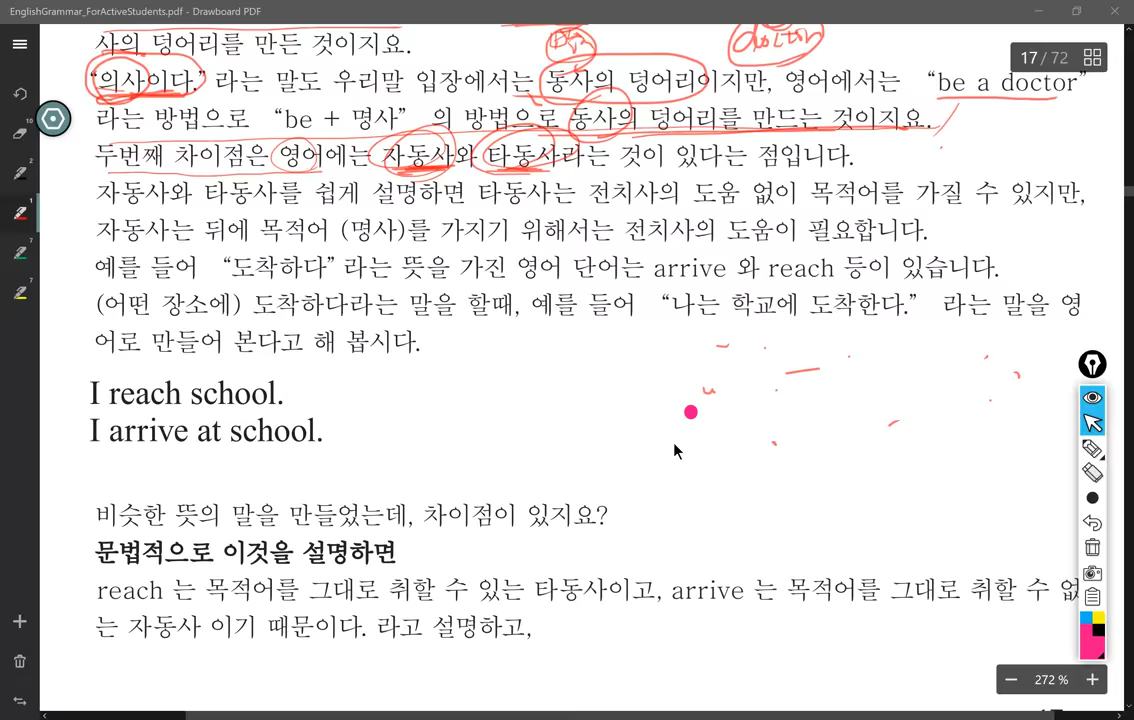 EnglishGrammar_ForActiveStudents.pdf - Drawboard PDF
사의 덩어리를 만든 것이지요.
doctor
17 / 72
“의사이다.” 라는 말도 우리말 입장에서는 동사의 덩어리이지만, 영어에서는 “be a doctor”
라는 방법으로 “be + 명사” 의 방법으로 동사의 덩어리를 만드는 것이지요.
두번째 차이점은 영어에는 자동사와 타동사라는 것이 있다는 점입니다.
자동사와 타동사를 쉽게 설명하면 타동사는 전치사의 도움 없이 목적어를 가질 수 있지만,
자동사는 뒤에 목적어 (명사)를 가지기 위해서는 전치사의 도움이 필요합니다.
예를 들어 “도착하다”라는 뜻을 가진 영어 단어는 arrive 와 reach 등이 있습니다.
(어떤 장소에) 도착하다라는 말을 할때, 예를 들어 “나는 학교에 도착한다.” 라는 말을 영
어로 만들어 본다고 해 봅시다.
I reach school.
I arrive at school.
비슷한 뜻의 말을 만들었는데, 차이점이 있지요?
문법적으로 이것을 설명하면
reach 는 목적어를 그대로 취할 수 있는 타동사이고, arrive 는 목적어를 그대로 취할 수 없
는 자동사 이기 때문이다. 라고 설명하고,
272 %